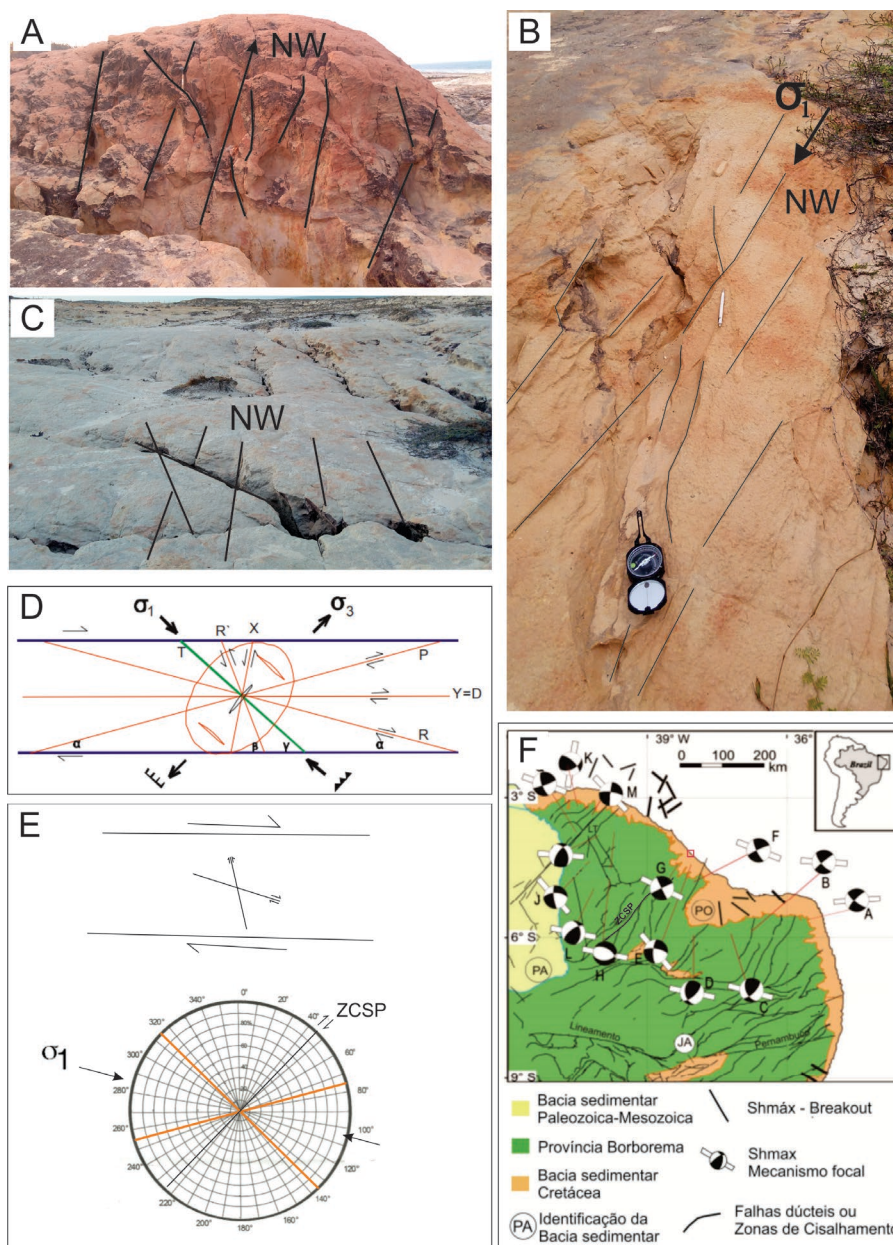 A
NW
B
σi
NW
C
NW
D
σ1
σ3
R'
X
T
P
Y=D
R
α
β
γ
α
E
ZCSP
0°
20°
40°
60°
80°
100°
120°
140°
160°
180°
200°
220°
240°
260°
280°
300°
320°
340°
σ1
F
39° W
36°
0 100 200 km
Brazil
3° S
6° S
9° S
K
M
LT
F
B
A
G
J
ZCSP
PO
L
H
E
PA
D
C
JA
Lineamento
Pernambuco
Bacia sedimentar
Paleozoica-Mesozoica
Província Borborema
Bacia sedimentar
Cretácea
PA Identificação da
Bacia sedimentar
Shmáx - Breakout
Shmax
Mecanismo focal
Falhas dúcteis ou
Zonas de Cisalhamento